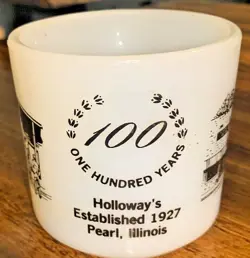 100
ONE HUNDRED YEARS
Holloway's
Established 1927
Pearl, Illinois